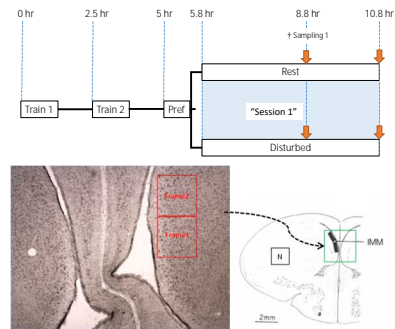 0 hr 2.5 hr 5 hr 5.8 hr 8.8 hr 10.8 hr
† Sampling 1
Rest
Train 1 Train 2 Pref "Session 1"
Disturbed
Frame2
Frame1
IMM
N
2mm